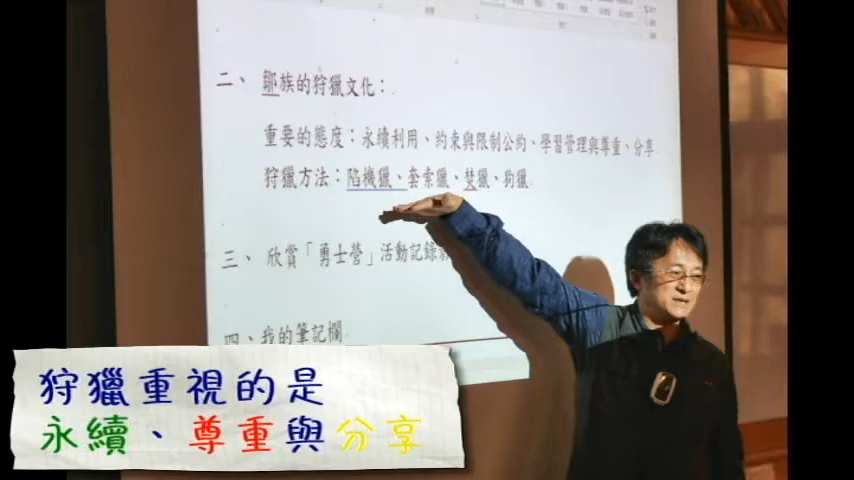 二、 鄒族的狩獵文化：
重要的態度：永續利用、約束與限制公約、學習管理與尊重、分享
狩獵方法：陷機獵、套索獵、焚獵、狗獵
三、 欣賞「勇士營」活動記錄
四、我的筆記欄
狩獵重視的是
永續、尊重與分享